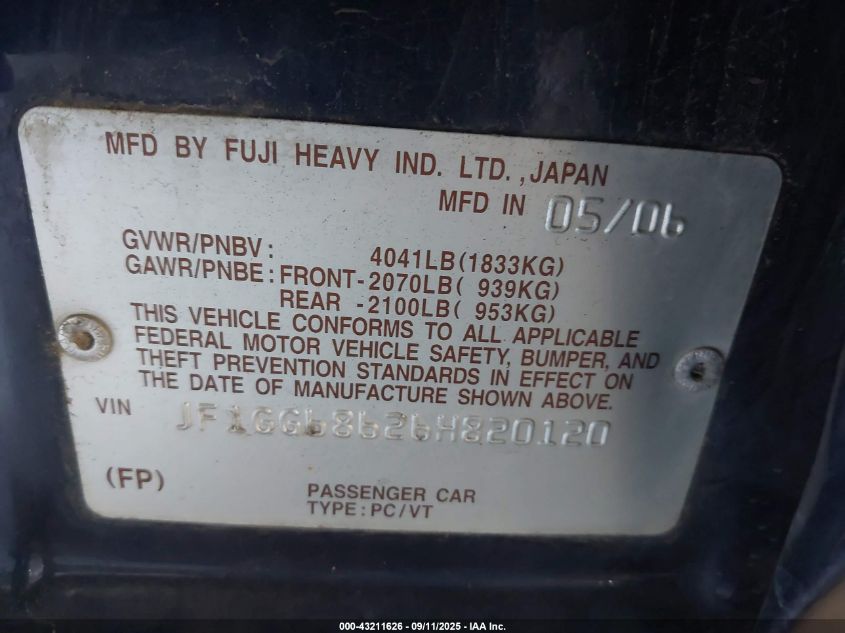 MFD BY FUJI HEAVY IND. LTD.,JAPAN
MFD IN 05/06
GVWR/PNBV: 4041LB(1833KG)
GAWR/PNBE: FRONT-2070LB( 939KG)
REAR -2100LB( 953KG)
THIS VEHICLE CONFORMS TO ALL APPLICABLE
FEDERAL MOTOR VEHICLE SAFETY, BUMPER, AND
THEFT PREVENTION STANDARDS IN EFFECT ON
THE DATE OF MANUFACTURE SHOWN ABOVE.
VIN JF1GG68626H820120
(FP)
PASSENGER CAR
TYPE:PC/VT
000-43211626 - 09/11/2025 - IAA Inc.